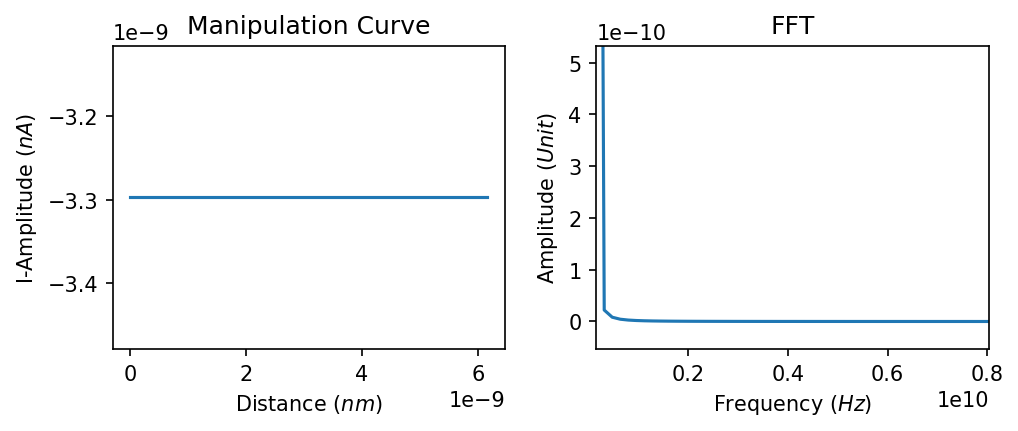 Manipulation Curve
1e−9
I-Amplitude (nA)
−3.2
−3.3
−3.4
0 2 4 6
1e−9
Distance (nm)
FFT
1e−10
Amplitude (Unit)
5
4
3
2
1
0
0.2 0.4 0.6 0.8
1e10
Frequency (Hz)